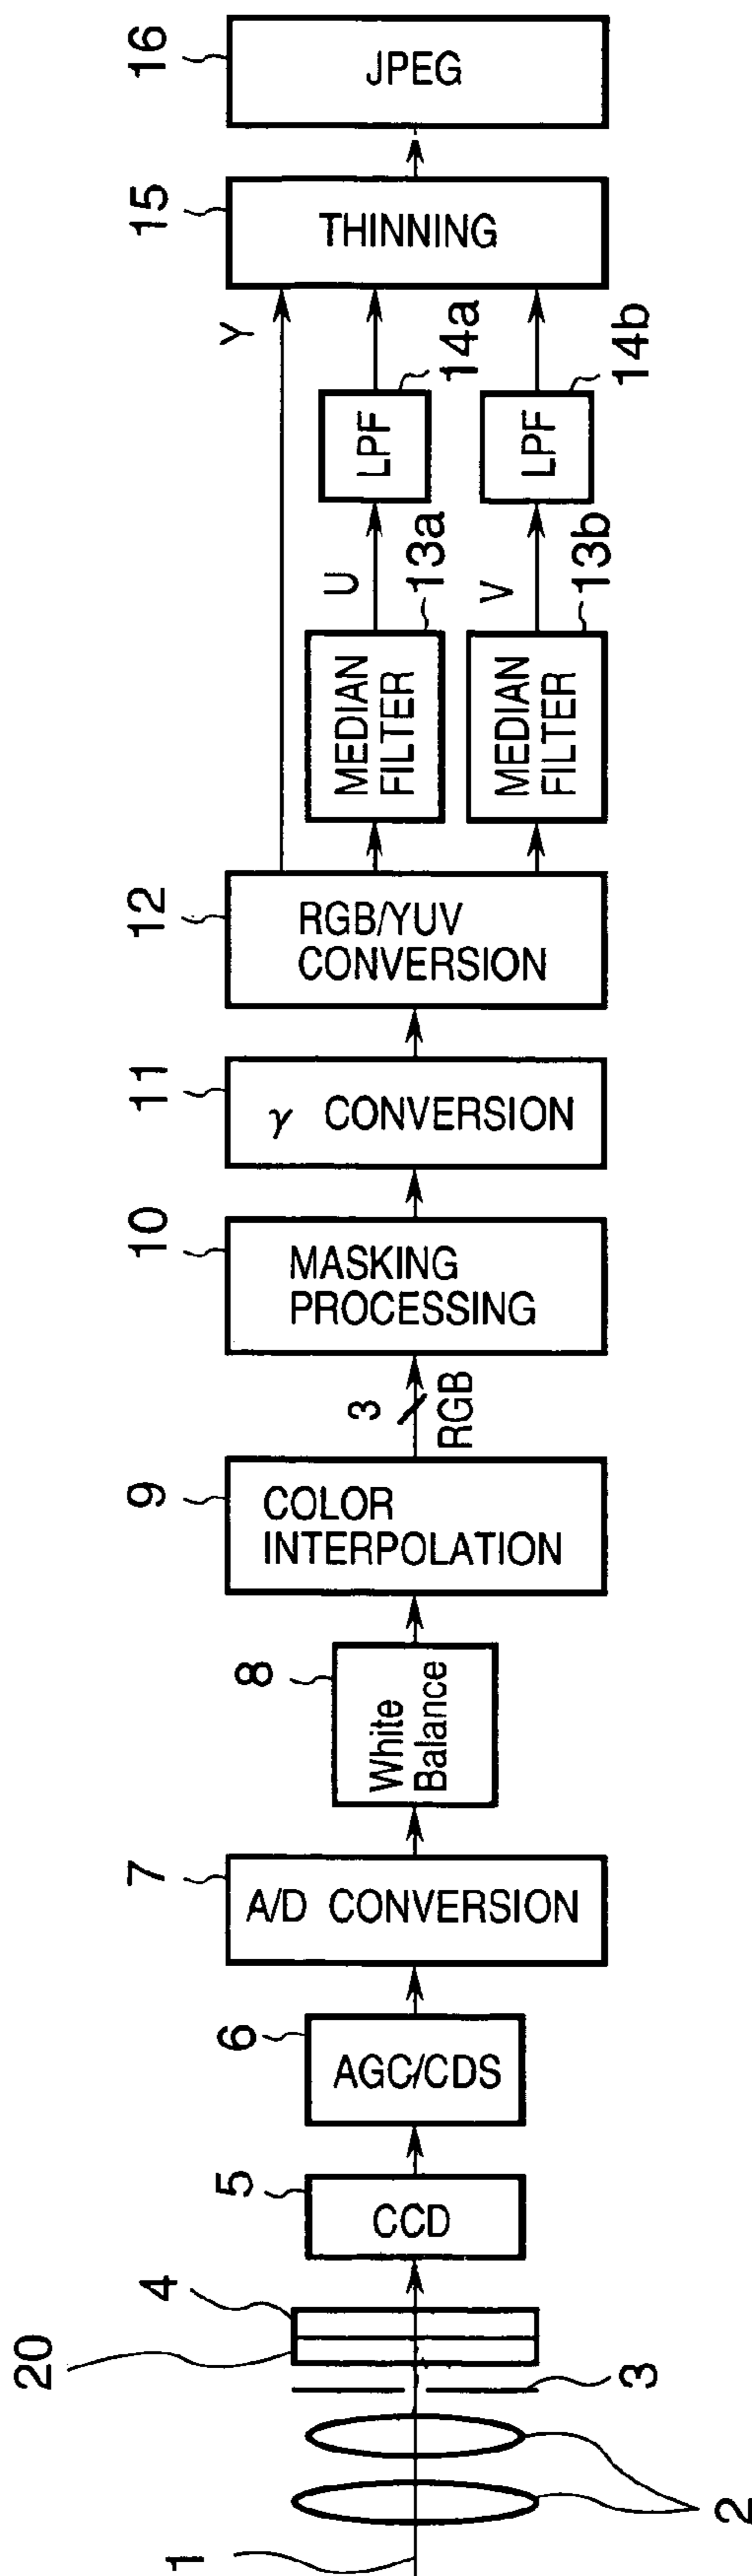 1
2
3
20
4
5
CCD
6
AGC/CDS
7
A/D CONVERSION
8
White
Balance
9
COLOR
INTERPOLATION
3
RGB
10
MASKING
PROCESSING
11
γ CONVERSION
12
RGB/YUV
CONVERSION
Y
MEDIAN
FILTER
13a
U
LPF
14a
MEDIAN
FILTER
13b
V
LPF
14b
15
THINNING
16
JPEG